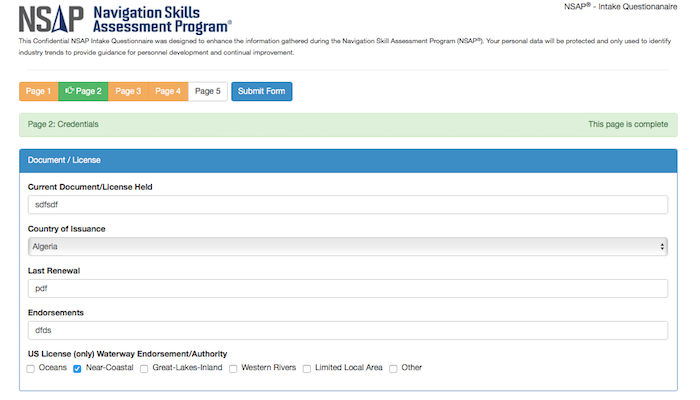 NSAP Navigation Skills
Assessment Program®
NSAP® - Intake Questionanaire
This Confidential NSAP Intake Questionnaire was designed to enhance the information gathered during the Navigation Skill Assessment Program (NSAP®). Your personal data will be protected and only used to identify
industry trends to provide guidance for personnel development and continual improvement.
Page 1 Page 2 Page 3 Page 4 Page 5 Submit Form
Page 2: Credentials This page is complete
Document / License
Current Document/License Held
sdfsdf
Country of Issuance
Algeria
Last Renewal
pdf
Endorsements
dfds
US License (only) Waterway Endorsement/Authority
Oceans Near-Coastal Great-Lakes-Inland Western Rivers Limited Local Area Other